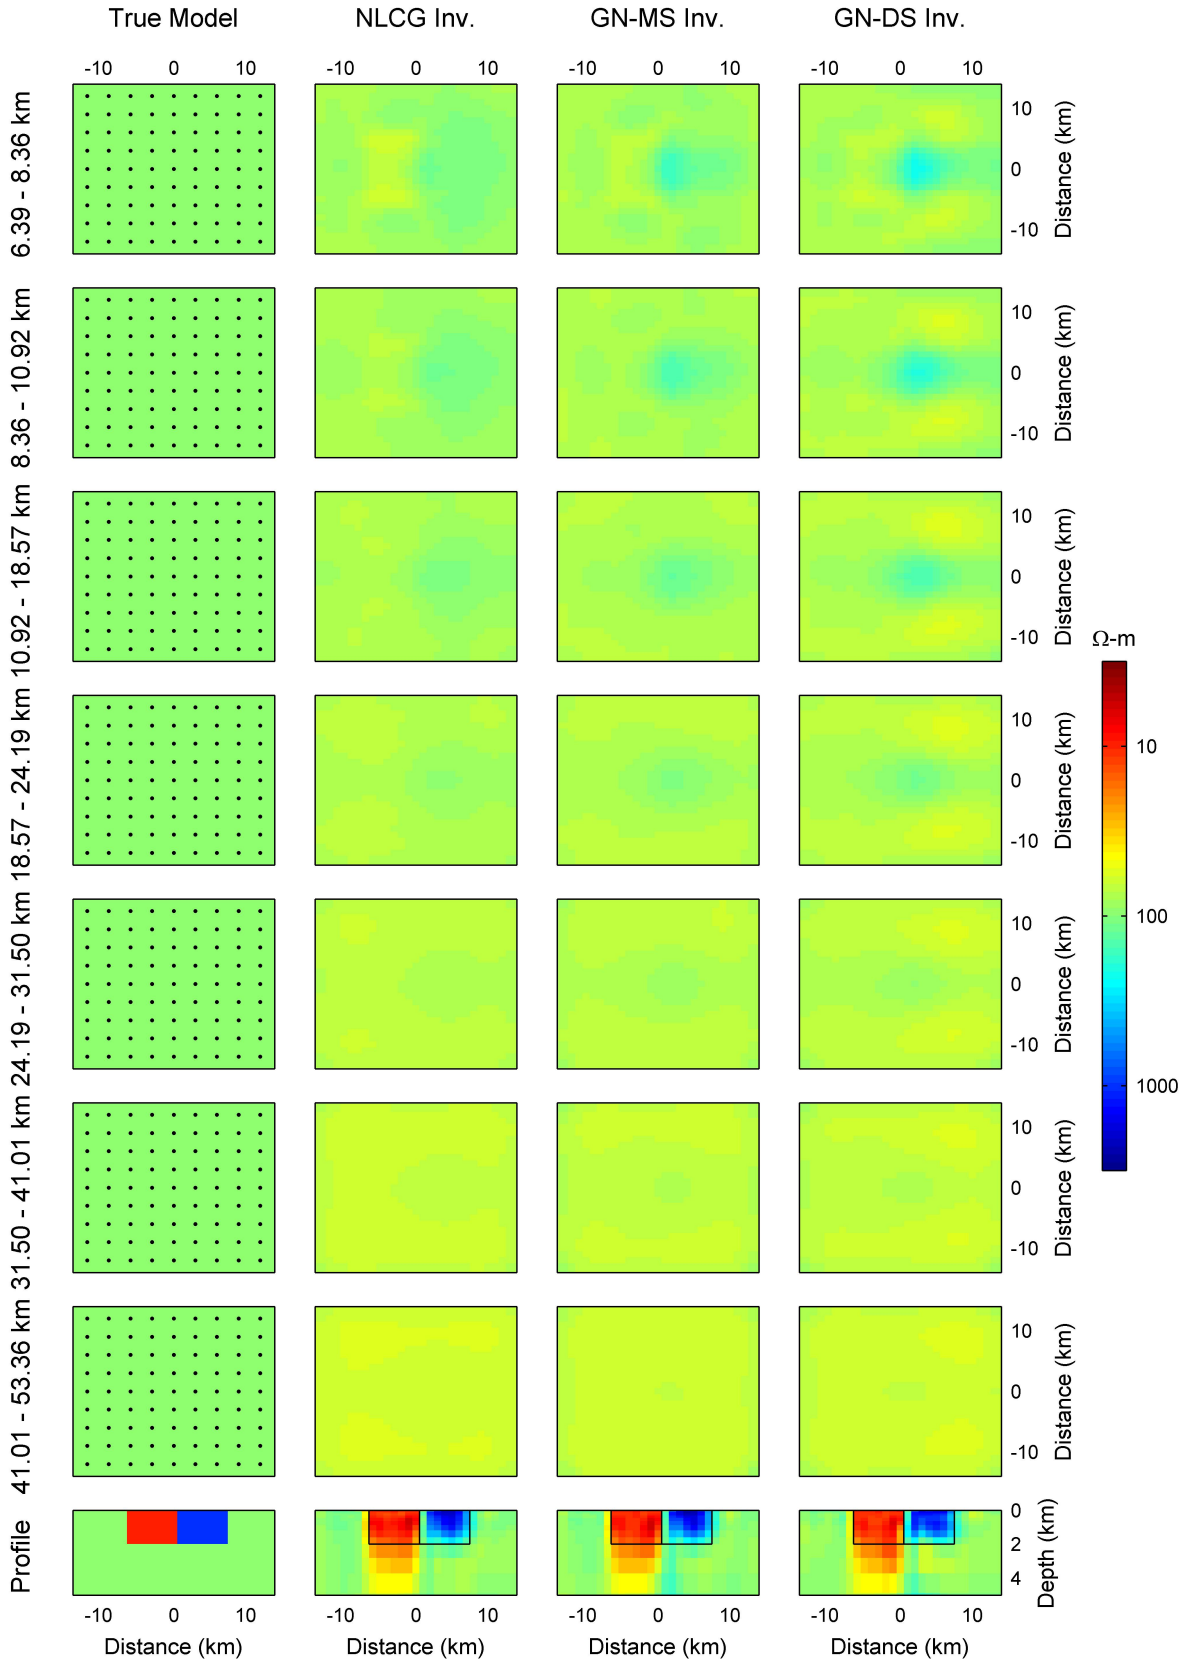 True Model NLCG Inv. GN-MS Inv. GN-DS Inv.
-10 0 10 -10 0 10 -10 0 10 -10 0 10
6.39 - 8.36 km
10
0
-10
Distance (km)
8.36 - 10.92 km
10
0
-10
Distance (km)
10.92 - 18.57 km
10
0
-10
Distance (km)
Ω-m
10
100
1000
18.57 - 24.19 km
10
0
-10
Distance (km)
24.19 - 31.50 km
10
0
-10
Distance (km)
31.50 - 41.01 km
10
0
-10
Distance (km)
41.01 - 53.36 km
10
0
-10
Distance (km)
Profile
0
2
4
Depth (km)
-10 0 10 -10 0 10 -10 0 10 -10 0 10
Distance (km) Distance (km) Distance (km) Distance (km)